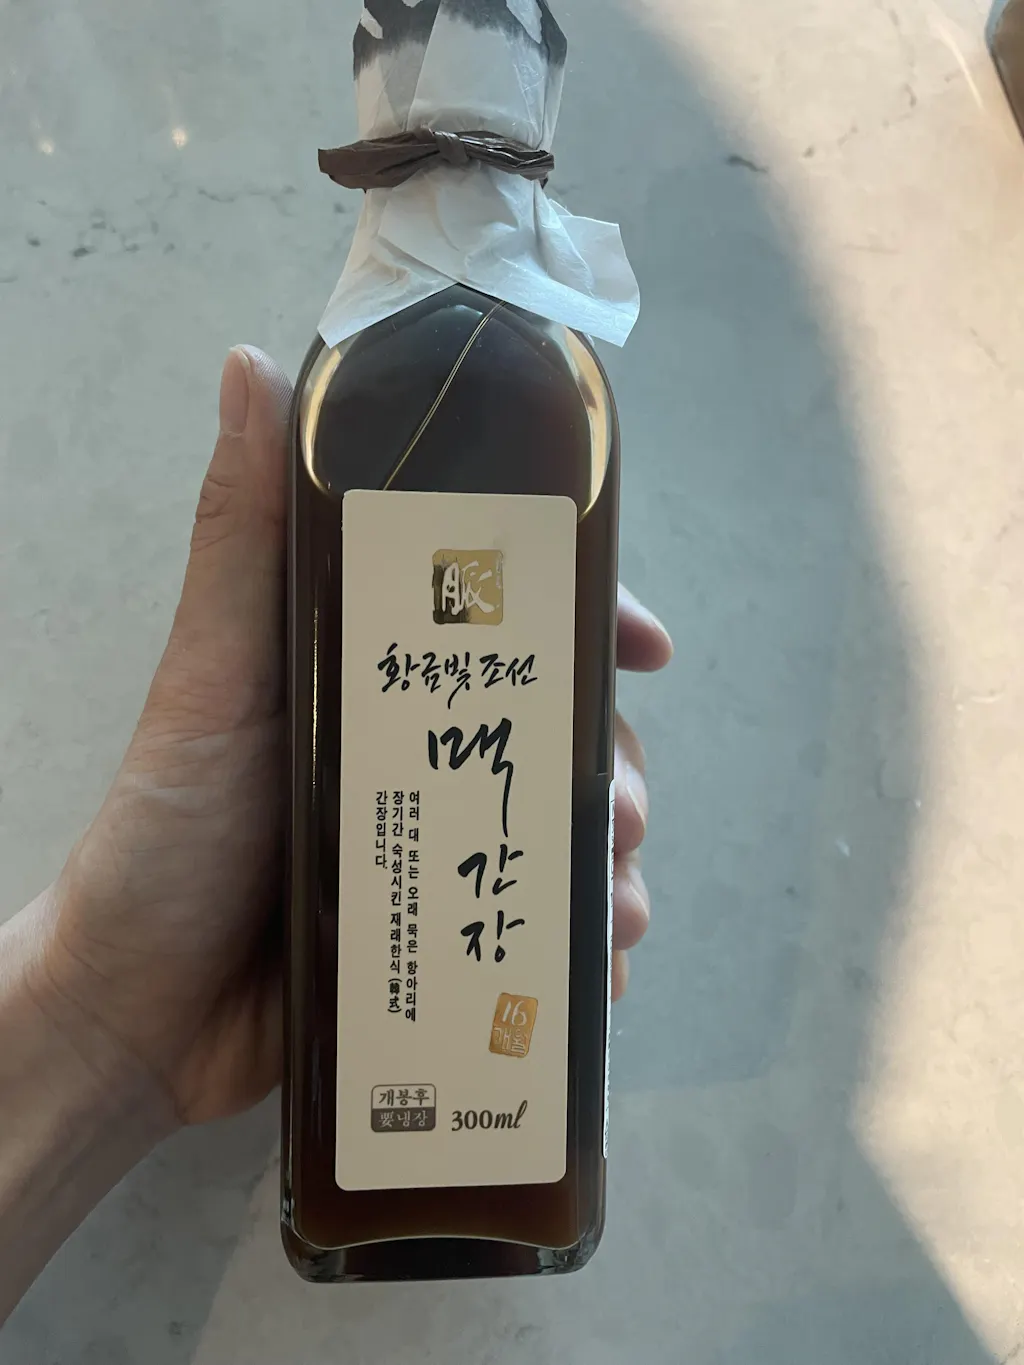 脈
황금빛 조선
맥
간
장
여러 대 또는 오래 묵은 항아리에
장기간 숙성시킨 재래한식(韓式)
간장입니다.
16
개월
개봉후
要냉장
300ml